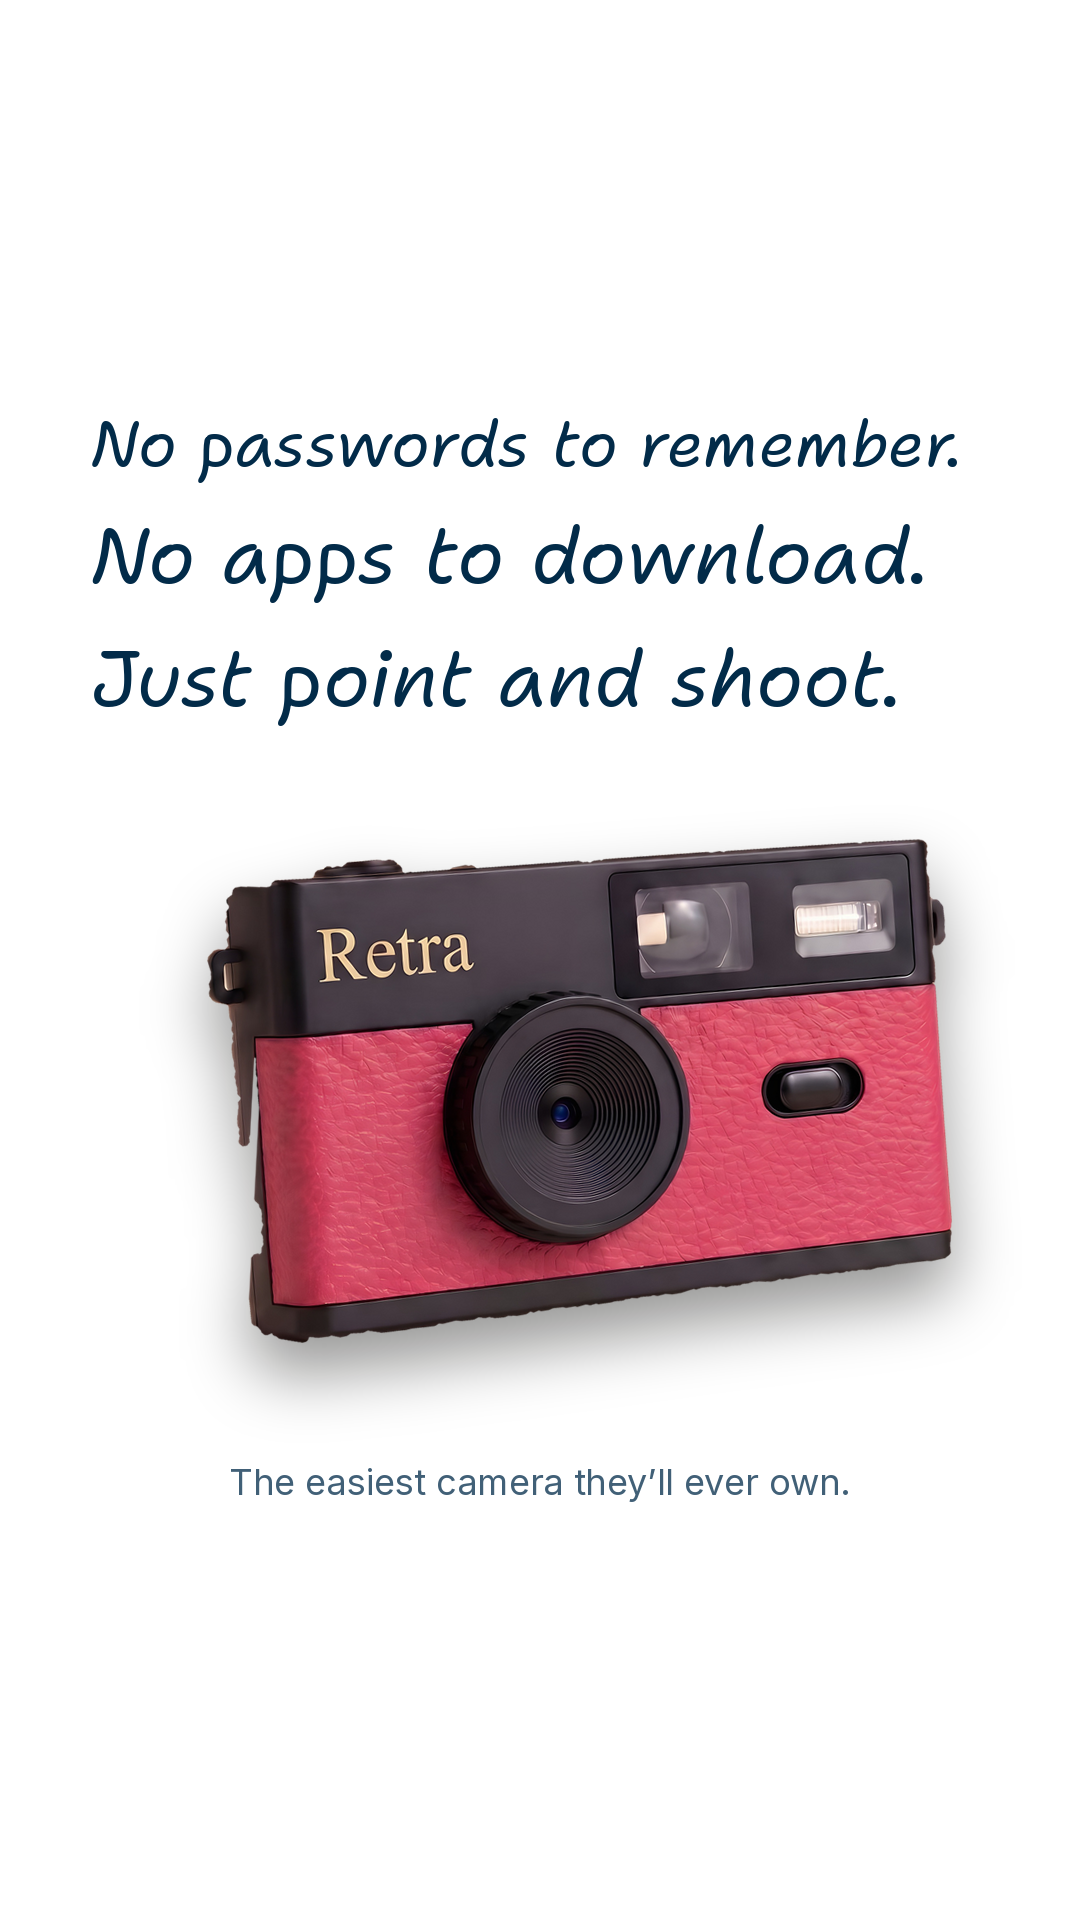 No passwords to remember.
No apps to download.
Just point and shoot.
Retra
The easiest camera they’ll ever own.